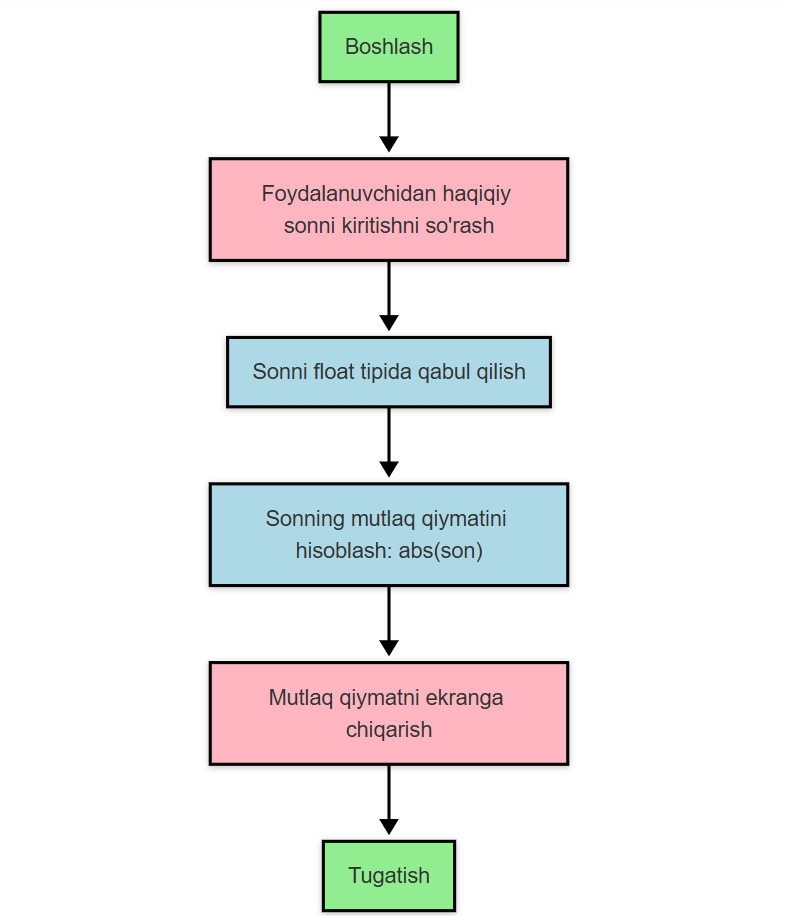 Boshlash
Foydalanuvchidan haqiqiy
sonni kiritishni so'rash
Sonni float tipida qabul qilish
Sonning mutlaq qiymatini
hisoblash: abs(son)
Mutlaq qiymatni ekranga
chiqarish
Tugatish